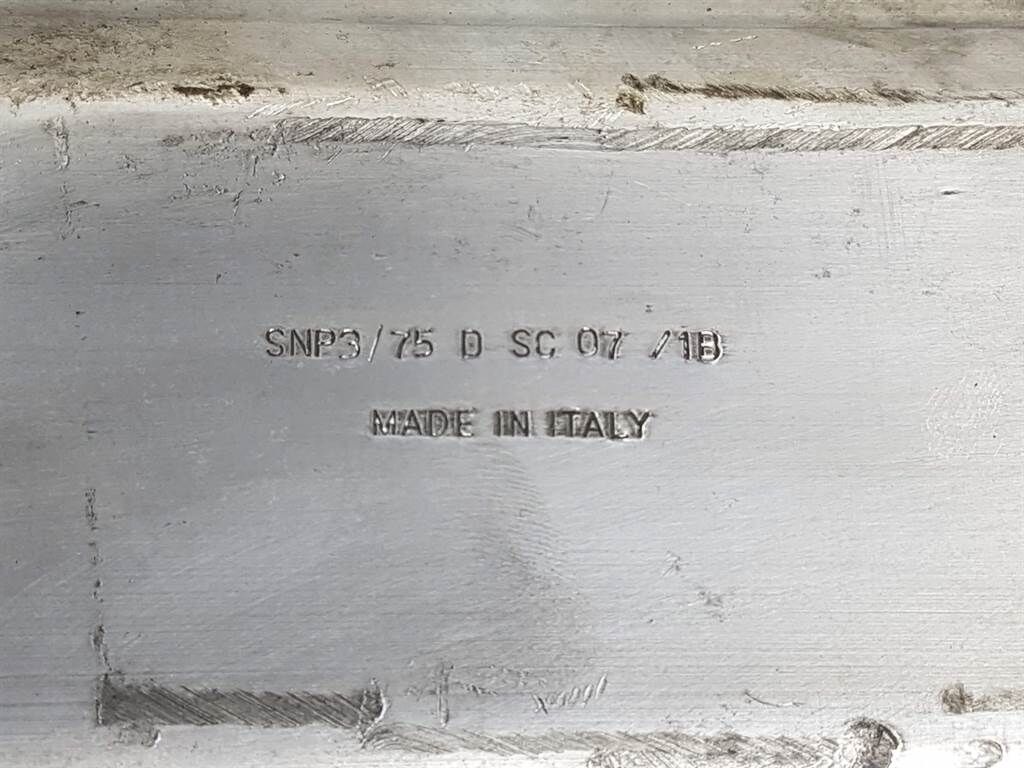 SNP3/75 D SC 07 /1B
MADE IN ITALY